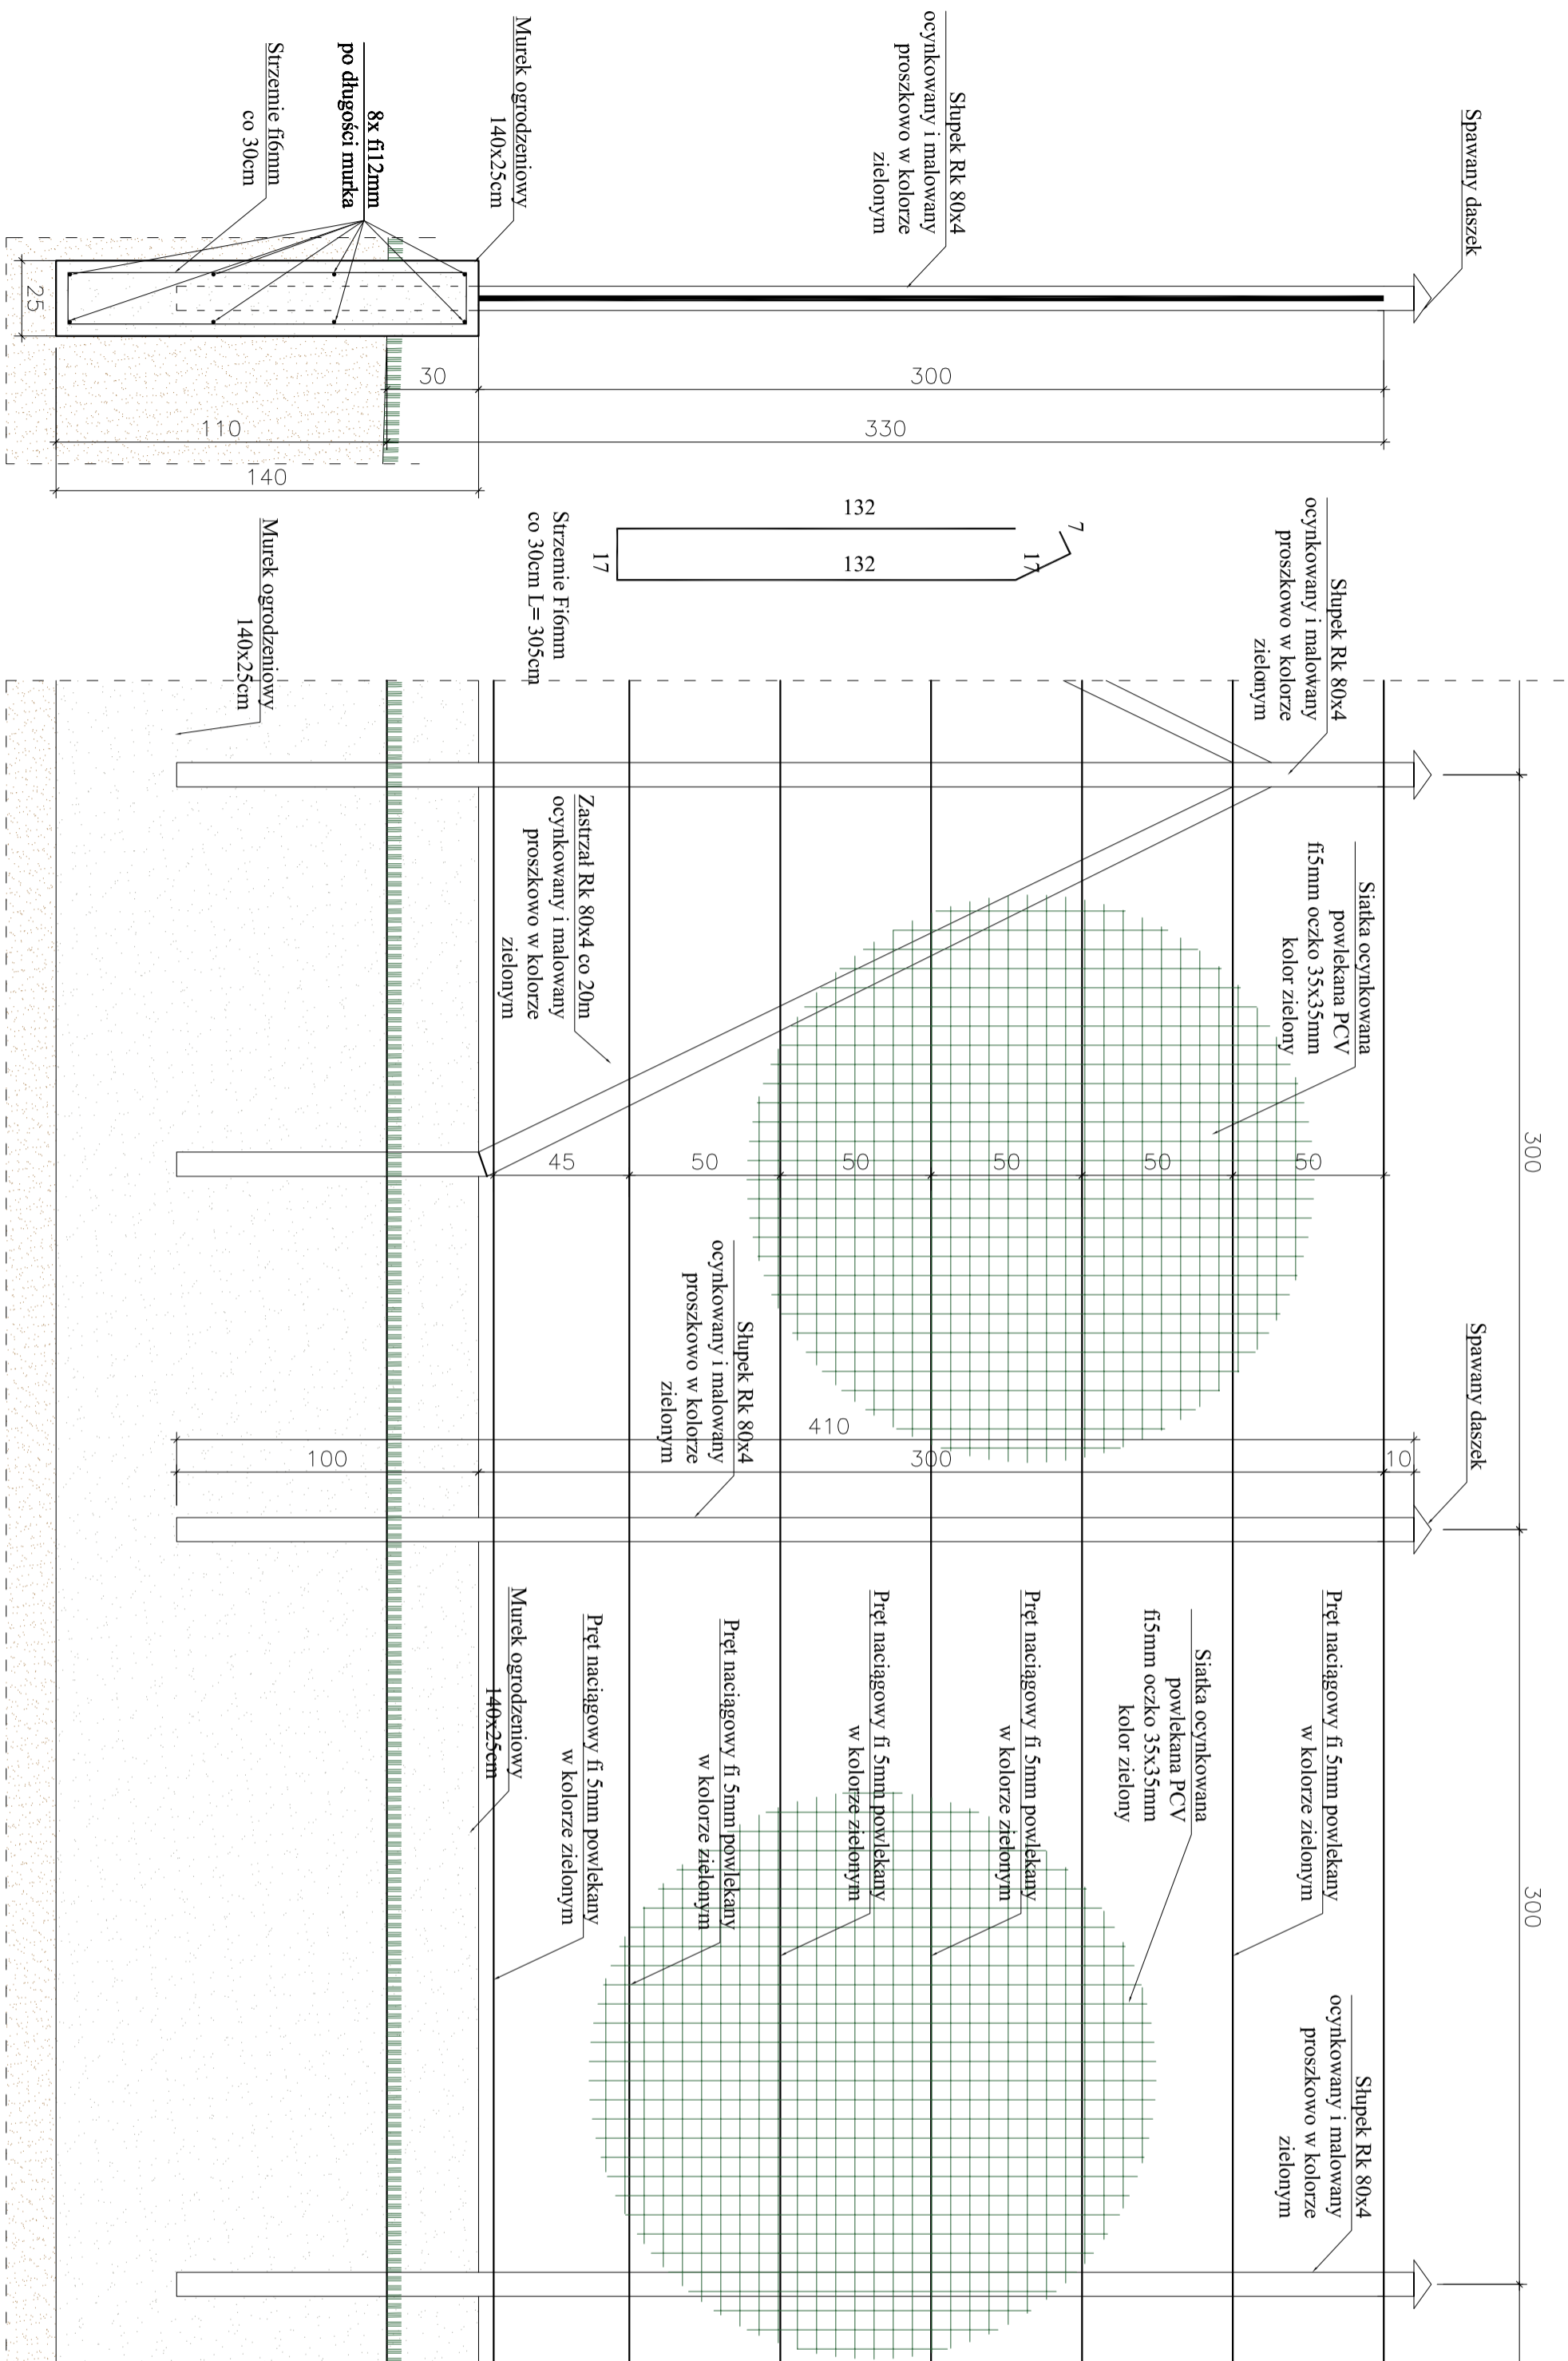 Spawany daszek
Słupek Rk 80x4
ocynkowany i malowany
proszkowo w kolorze
zielonym
Murek ogrodzeniowy
140x25cm
8x fi12mm
po długości murka
Strzemie fi6mm
co 30cm
25
30
300
110
330
140
132
132
17
17
7
Strzemie Fi6mm
co 30cm L= 305cm
Słupek Rk 80x4
ocynkowany i malowany
proszkowo w kolorze
zielonym
Murek ogrodzeniowy
140x25cm
Zastrzał Rk 80x4 co 20m
ocynkowany i malowany
proszkowo w kolorze
zielonym
Siatka ocynkowana
powlekana PCV
fi5mm oczko 35x35mm
kolor zielony
300
45
50
50
50
50
50
Słupek Rk 80x4
ocynkowany i malowany
proszkowo w kolorze
zielonym
Spawany daszek
410
100
300
10
Pręt naciągowy fi 5mm powlekany
w kolorze zielonym
Siatka ocynkowana
powlekana PCV
fi5mm oczko 35x35mm
kolor zielony
Pręt naciągowy fi 5mm powlekany
w kolorze zielonym
Pręt naciągowy fi 5mm powlekany
w kolorze zielonym
Pręt naciągowy fi 5mm powlekany
w kolorze zielonym
Pręt naciągowy fi 5mm powlekany
w kolorze zielonym
Murek ogrodzeniowy
140x25cm
300
Słupek Rk 80x4
ocynkowany i malowany
proszkowo w kolorze
zielonym